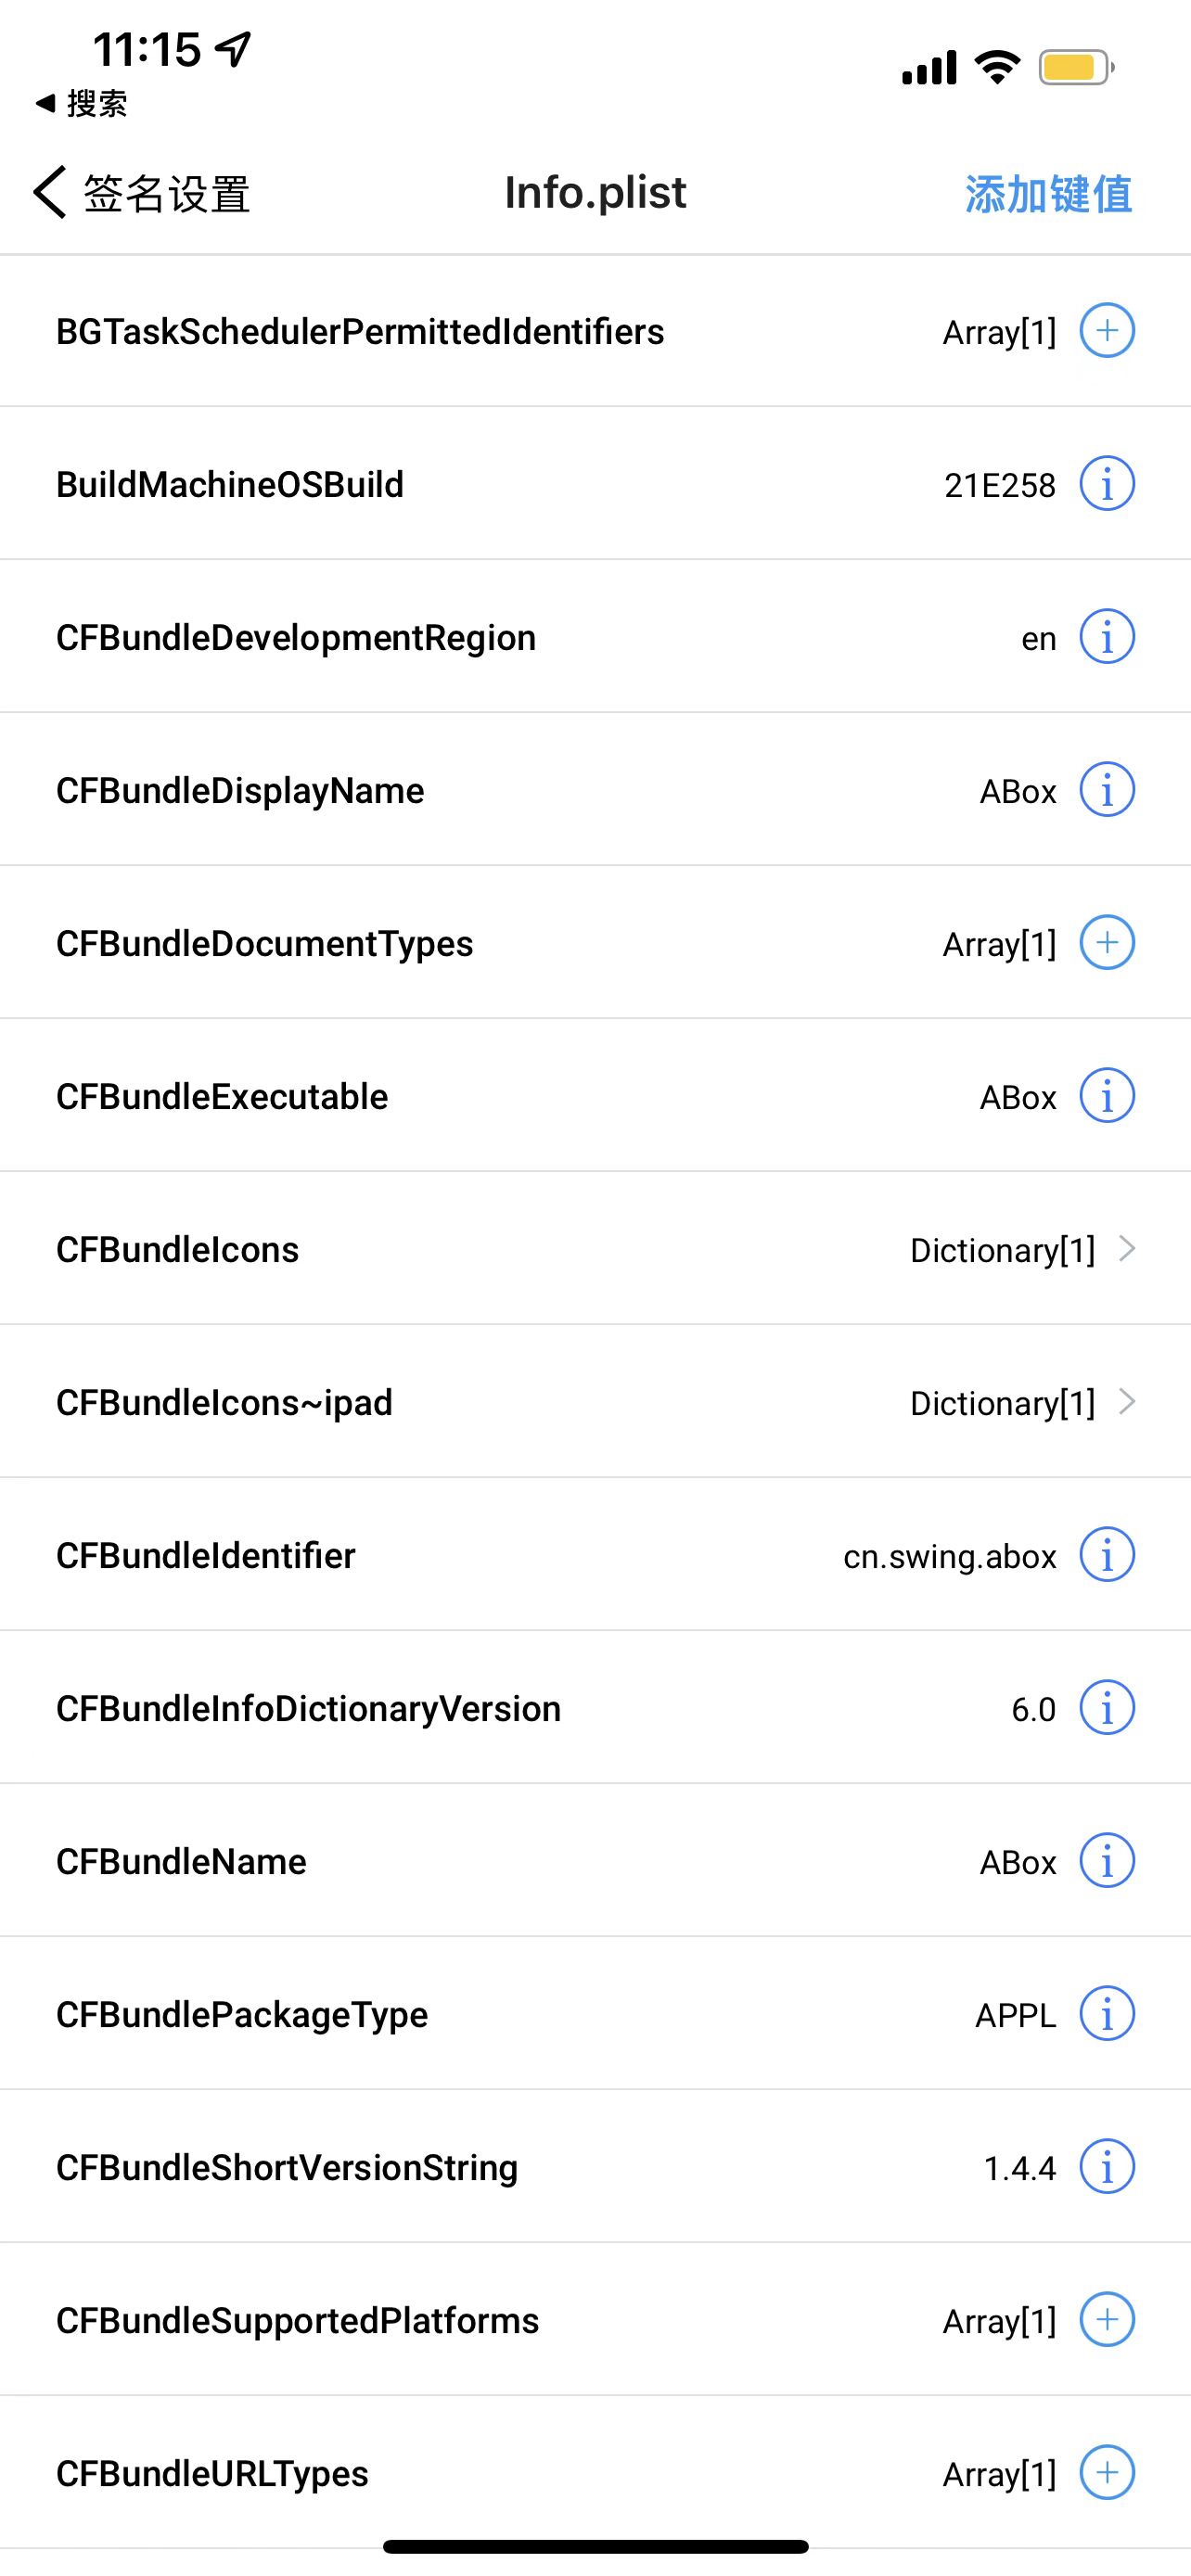 11:15
搜索
签名设置 Info.plist 添加键值
BGTaskSchedulerPermittedIdentifiers Array[1]
BuildMachineOSBuild 21E258
CFBundleDevelopmentRegion en
CFBundleDisplayName ABox
CFBundleDocumentTypes Array[1]
CFBundleExecutable ABox
CFBundleIcons Dictionary[1]
CFBundleIcons~ipad Dictionary[1]
CFBundleIdentifier cn.swing.abox
CFBundleInfoDictionaryVersion 6.0
CFBundleName ABox
CFBundlePackageType APPL
CFBundleShortVersionString 1.4.4
CFBundleSupportedPlatforms Array[1]
CFBundleURLTypes Array[1]